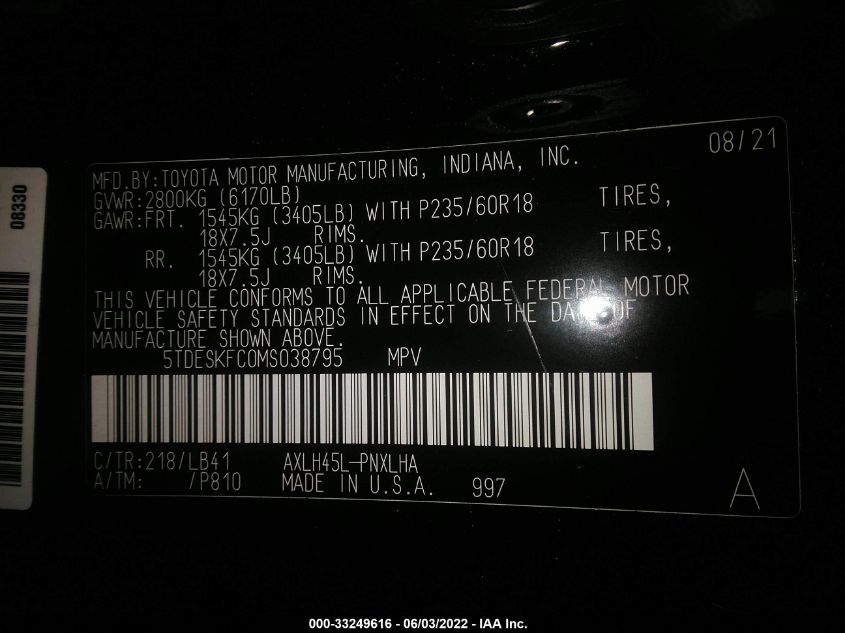 08330
08/21
MFD.BY:TOYOTA MOTOR MANUFACTURING, INDIANA, INC.
GVWR:2800KG (6170LB)
GAWR:FRT. 1545KG (3405LB) WITH P235/60R18 TIRES,
18X7.5J RIMS.
RR. 1545KG (3405LB) WITH P235/60R18 TIRES,
18X7.5J RIMS.
THIS VEHICLE CONFORMS TO ALL APPLICABLE FEDERAL MOTOR
VEHICLE SAFETY STANDARDS IN EFFECT ON THE DATE OF
MANUFACTURE SHOWN ABOVE.
5TDESKFC0MS038795 MPV
C/TR:218/LB41 AXLH45L-PNXLHA
A/TM: /P810 MADE IN U.S.A. 997
A
000-33249616 - 06/03/2022 - IAA Inc.